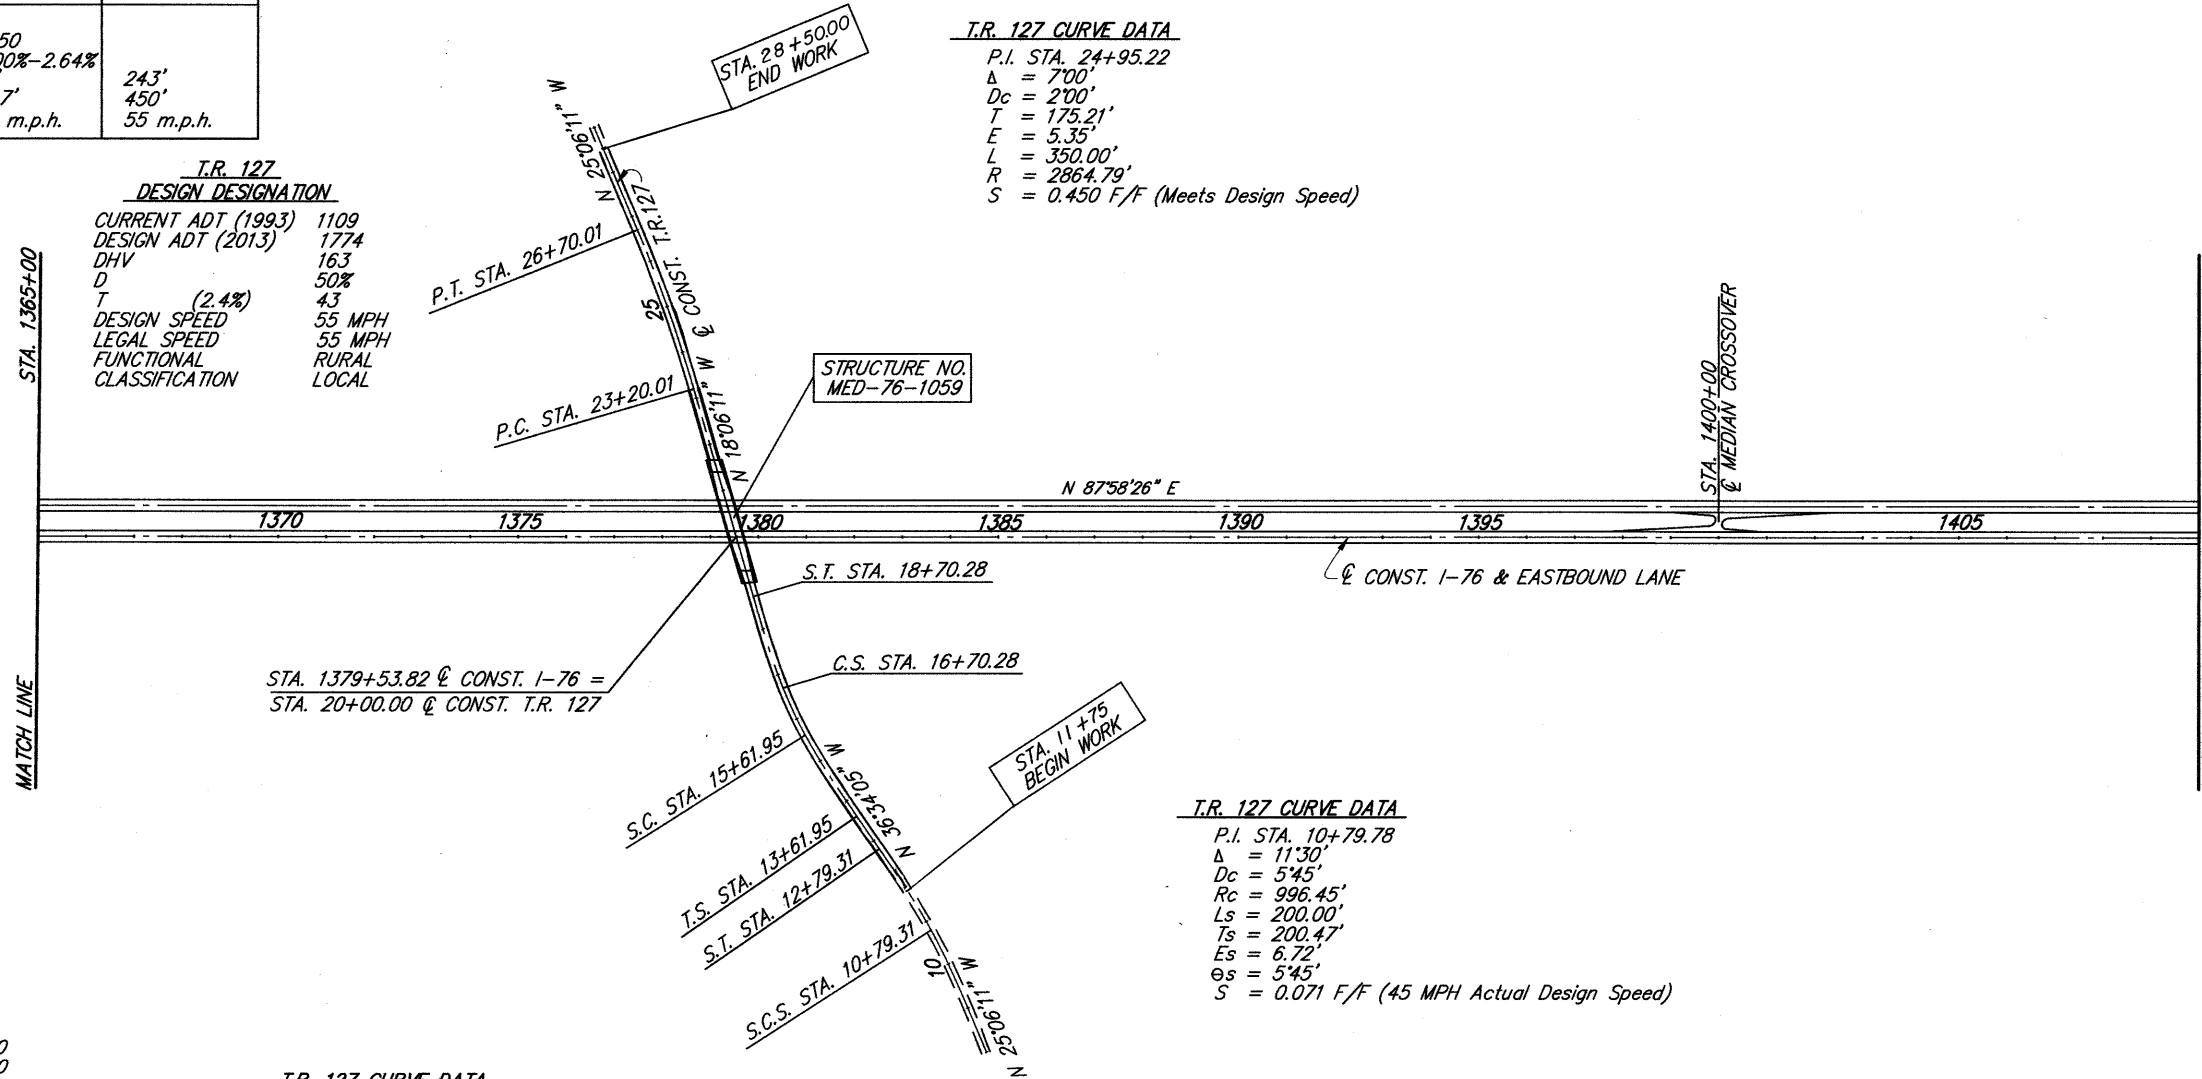 50
00%-2.64%
7'
m.p.h.
243'
450'
55 m.p.h.
T.R. 127
DESIGN DESIGNATION
CURRENT ADT (1993) 1109
DESIGN ADT (2013) 1774
DHV 163
D 50%
T (2.4%) 43
DESIGN SPEED 55 MPH
LEGAL SPEED 55 MPH
FUNCTIONAL RURAL
CLASSIFICATION LOCAL
STA. 1365+00
MATCH LINE
STA. 28+50.00
END WORK
N 25°06'11" W
℄ CONST. T.R. 127
P.T. STA. 26+70.01
25
P.C. STA. 23+20.01
N 18°06'11" W
STRUCTURE NO.
MED-76-1059
T.R. 127 CURVE DATA
P.I. STA. 24+95.22
Δ = 7°00'
Dc = 2°00'
T = 175.21'
E = 5.35'
L = 350.00'
R = 2864.79'
S = 0.450 F/F (Meets Design Speed)
STA. 1400+00
℄ MEDIAN CROSSOVER
N 87°58'26" E
1370
1375
1380
1385
1390
1395
1405
℄ CONST. I-76 & EASTBOUND LANE
S.T. STA. 18+70.28
C.S. STA. 16+70.28
STA. 1379+53.82 ℄ CONST. I-76 =
STA. 20+00.00 ℄ CONST. T.R. 127
STA. 11+75
BEGIN WORK
S.C. STA. 15+61.95
N 36°34'05" W
T.S. STA. 13+61.95
S.T. STA. 12+79.31
S.C.S. STA. 10+79.31
10
N 25°06'11" W
T.R. 127 CURVE DATA
P.I. STA. 10+79.78
Δ = 11°30'
Dc = 5°45'
Rc = 996.45'
Ls = 200.00'
Ts = 200.47'
Es = 6.72'
Θs = 5°45'
S = 0.071 F/F (45 MPH Actual Design Speed)
0
0
T.R. 127 CURVE DATA